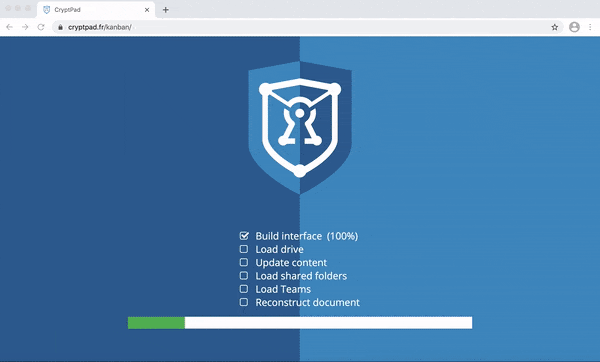 CryptPad
cryptpad.fr/kanban/
Build interface (100%)
Load drive
Update content
Load shared folders
Load Teams
Reconstruct document